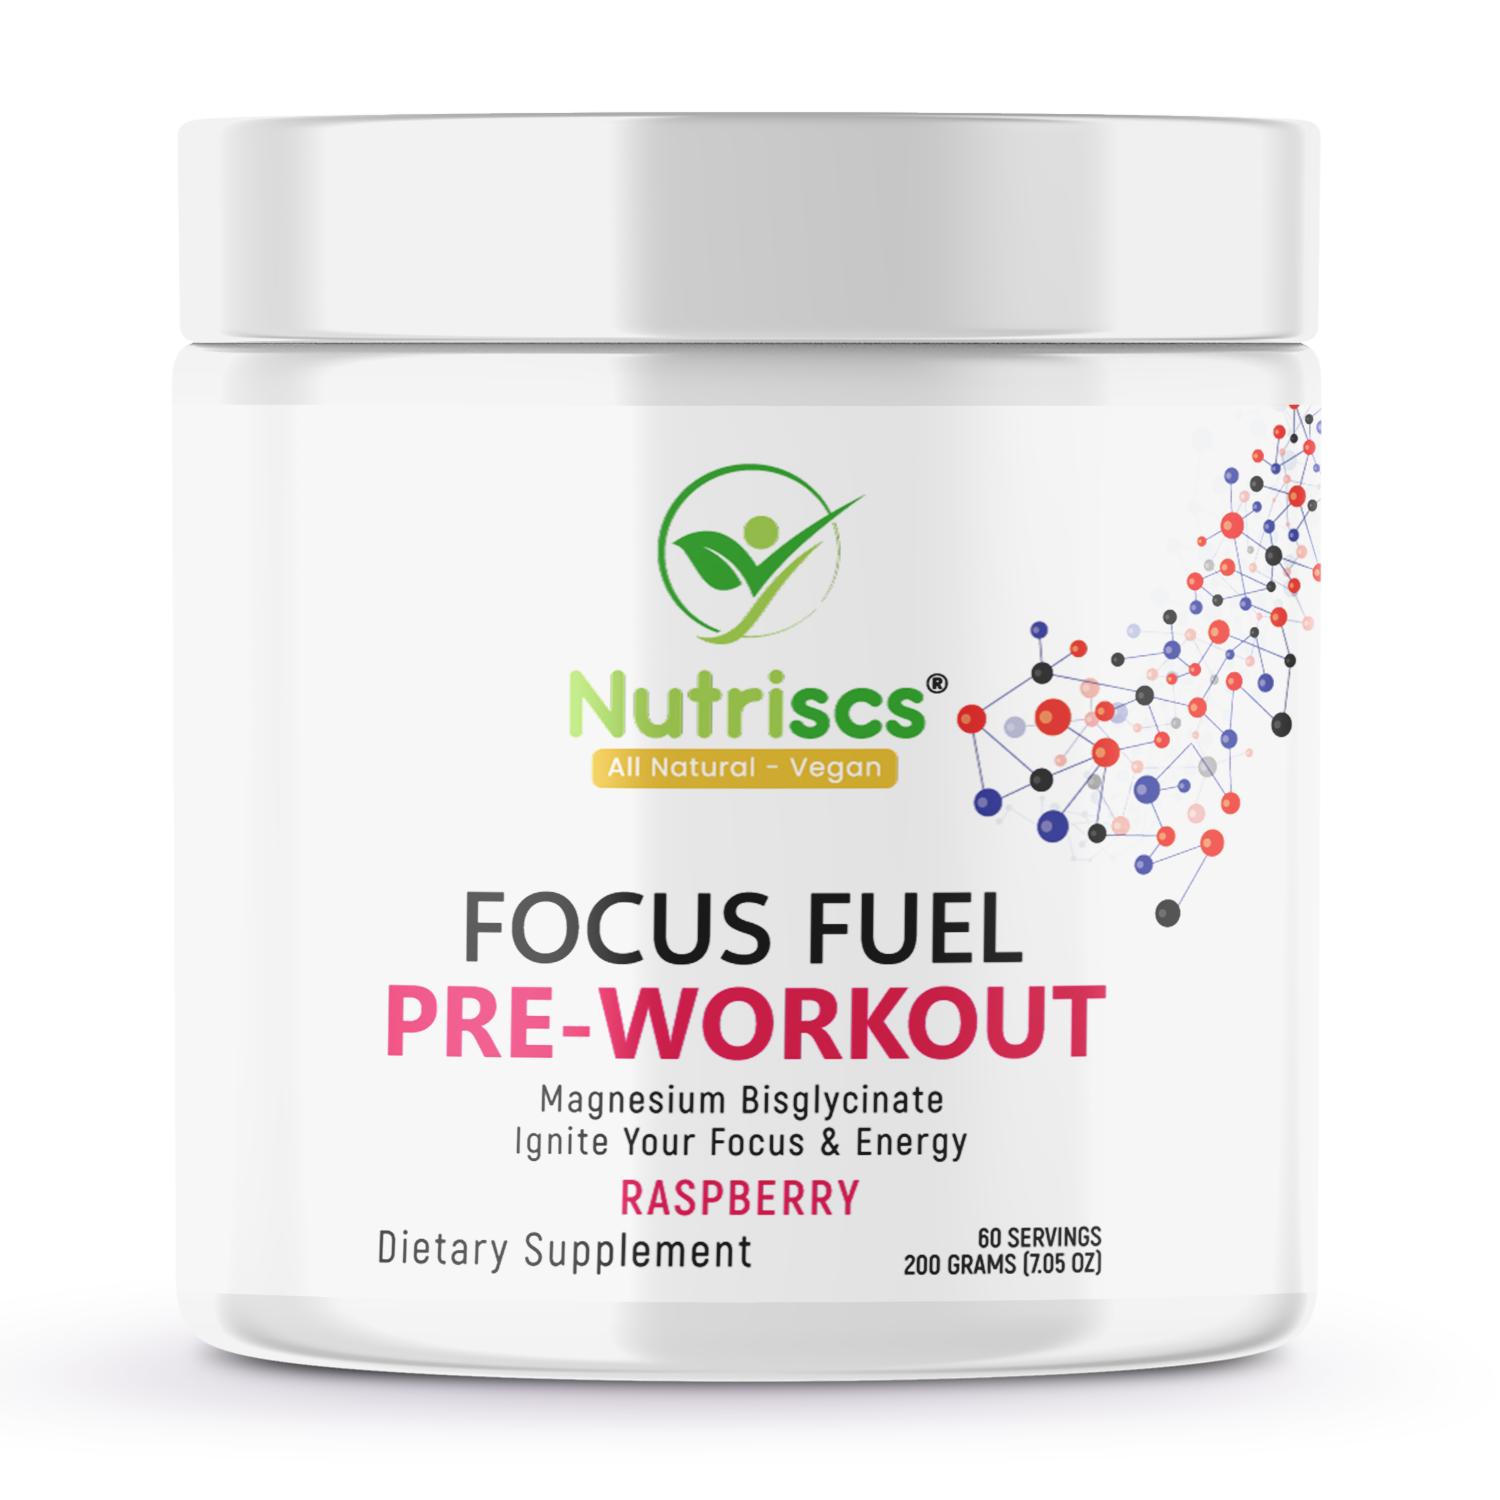 Nutriscs®
All Natural - Vegan
FOCUS FUEL
PRE-WORKOUT
Magnesium Bisglycinate
Ignite Your Focus & Energy
RASPBERRY
Dietary Supplement
60 SERVINGS
200 GRAMS (7.05 OZ)